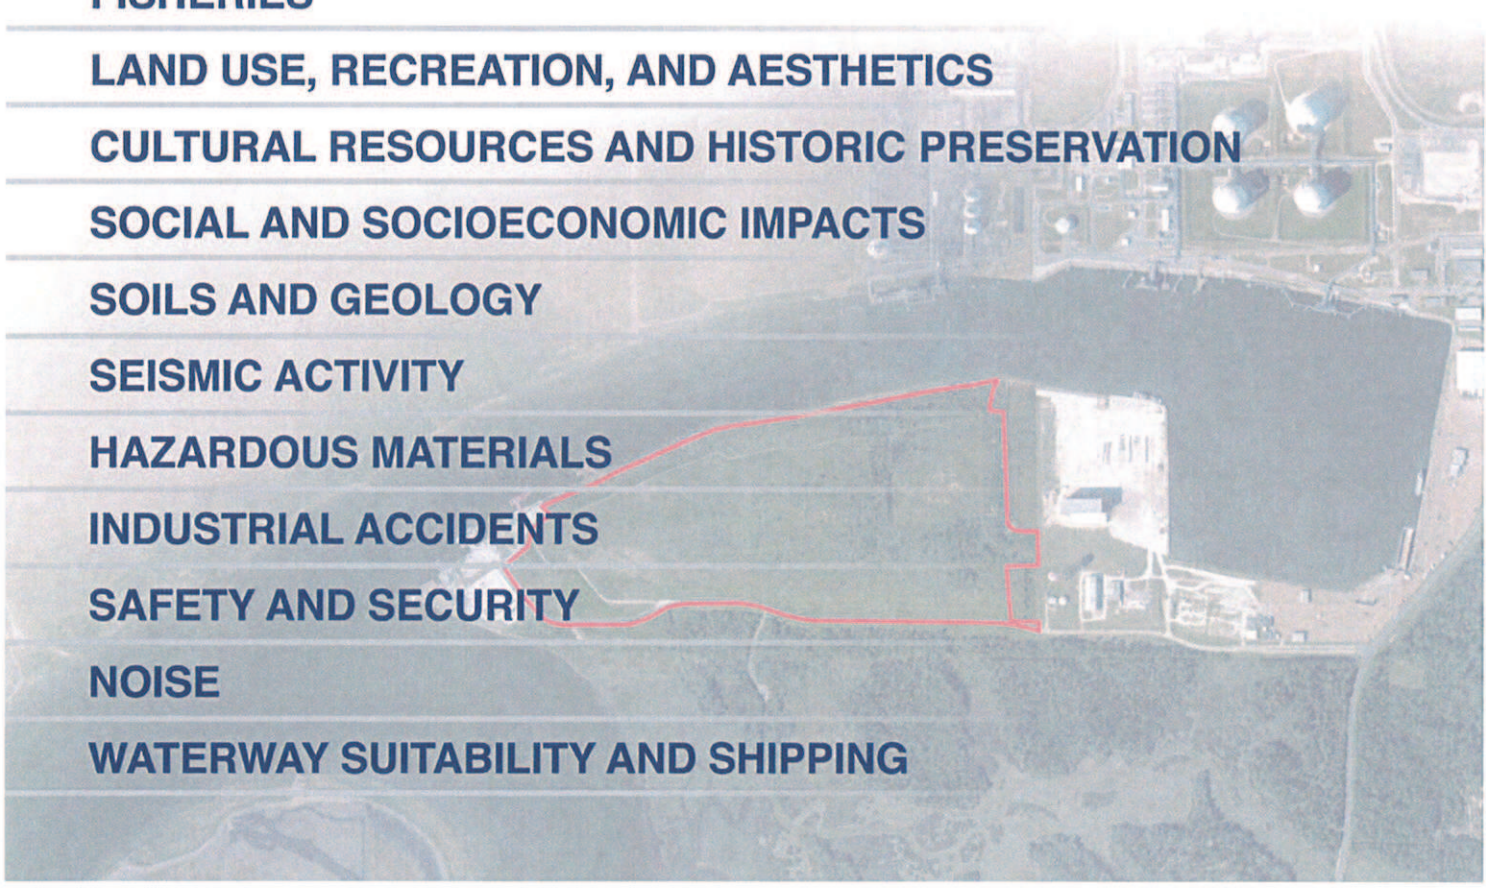 FISHERIES
LAND USE, RECREATION, AND AESTHETICS
CULTURAL RESOURCES AND HISTORIC PRESERVATION
SOCIAL AND SOCIOECONOMIC IMPACTS
SOILS AND GEOLOGY
SEISMIC ACTIVITY
HAZARDOUS MATERIALS
INDUSTRIAL ACCIDENTS
SAFETY AND SECURITY
NOISE
WATERWAY SUITABILITY AND SHIPPING